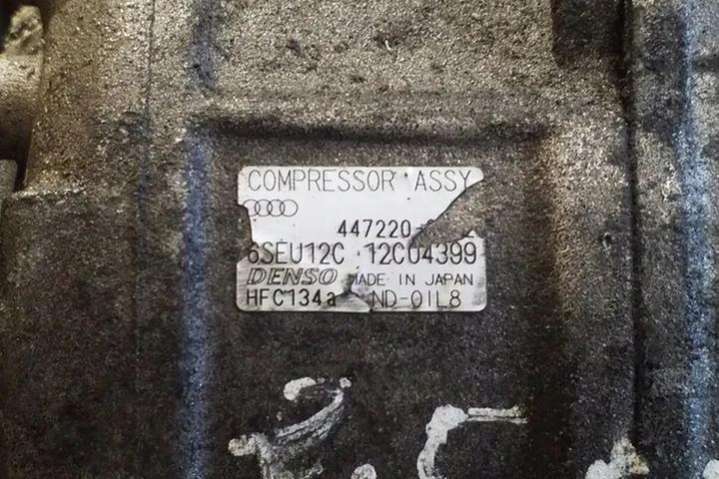 COMPRESSOR ASSY
447220-
6SEU12C 12C04399
DENSO MADE IN JAPAN
HFC134a ND-OIL8